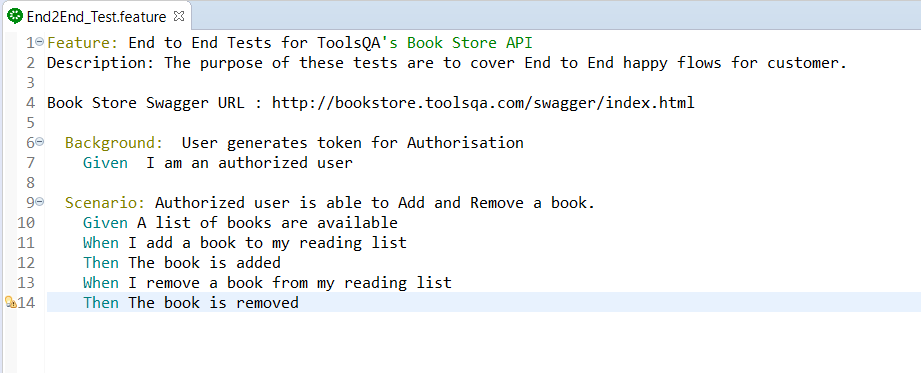 End2End_Test.feature
1 Feature: End to End Tests for ToolsQA's Book Store API
2 Description: The purpose of these tests are to cover End to End happy flows for customer.
3
4 Book Store Swagger URL : http://bookstore.toolsqa.com/swagger/index.html
5
6 Background:  User generates token for Authorisation
7 Given  I am an authorized user
8
9 Scenario: Authorized user is able to Add and Remove a book.
10 Given A list of books are available
11 When I add a book to my reading list
12 Then The book is added
13 When I remove a book from my reading list
14 Then The book is removed